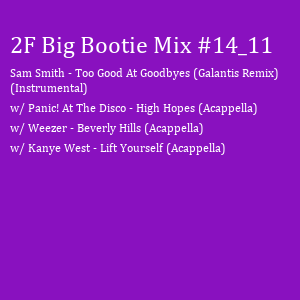 2F Big Bootie Mix #14_11
Sam Smith - Too Good At Goodbyes (Galantis Remix)
(Instrumental)
w/ Panic! At The Disco - High Hopes (Acappella)
w/ Weezer - Beverly Hills (Acappella)
w/ Kanye West - Lift Yourself (Acappella)